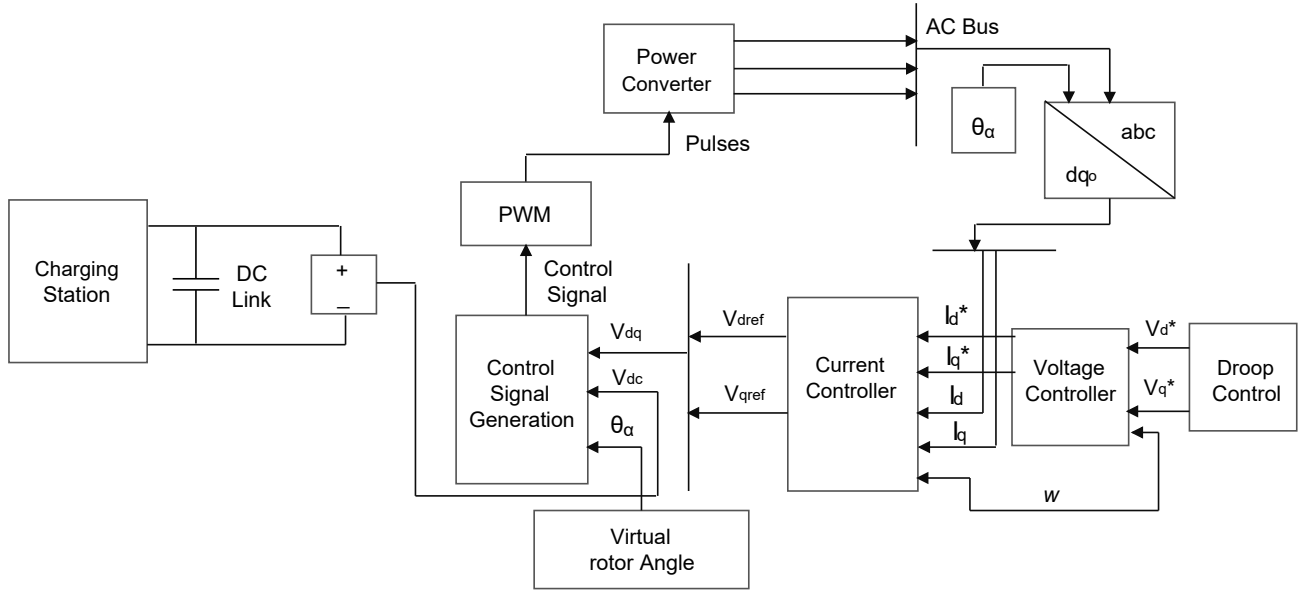 AC Bus
Power
Converter
θα
abc
dqo
Pulses
PWM
Charging
Station
DC
Link
+
–
Control
Signal
Vdq
Vdc
θα
Control
Signal
Generation
Vdref
Vqref
Current
Controller
Id*
Iq*
Id
Iq
Voltage
Controller
Vd*
Vq*
Droop
Control
w
Virtual
rotor Angle